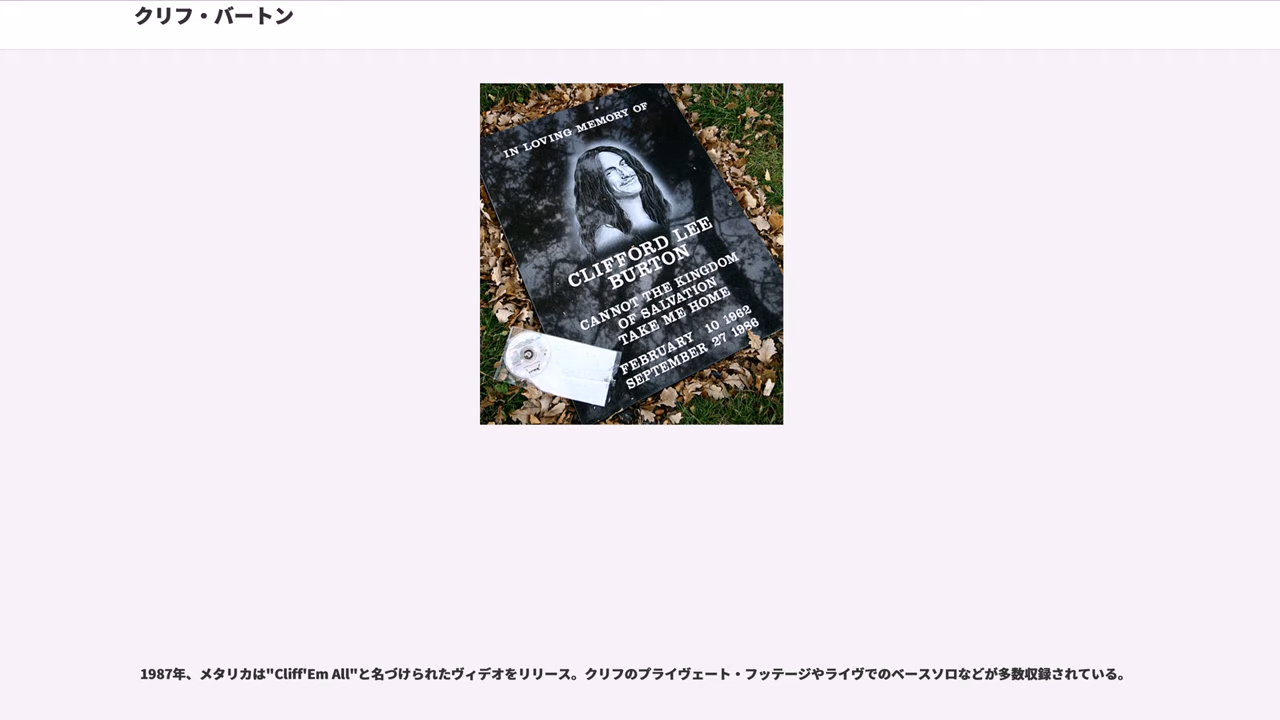 クリフ・バートン
IN LOVING MEMORY OF
CLIFFORD LEE
BURTON
CANNOT THE KINGDOM
OF SALVATION
TAKE ME HOME
FEBRUARY 10 1962
SEPTEMBER 27 1986
1987年、メタリカは"Cliff'Em All"と名づけられたヴィデオをリリース。クリフのプライヴェート・フッテージやライヴでのベースソロなどが多数収録されている。